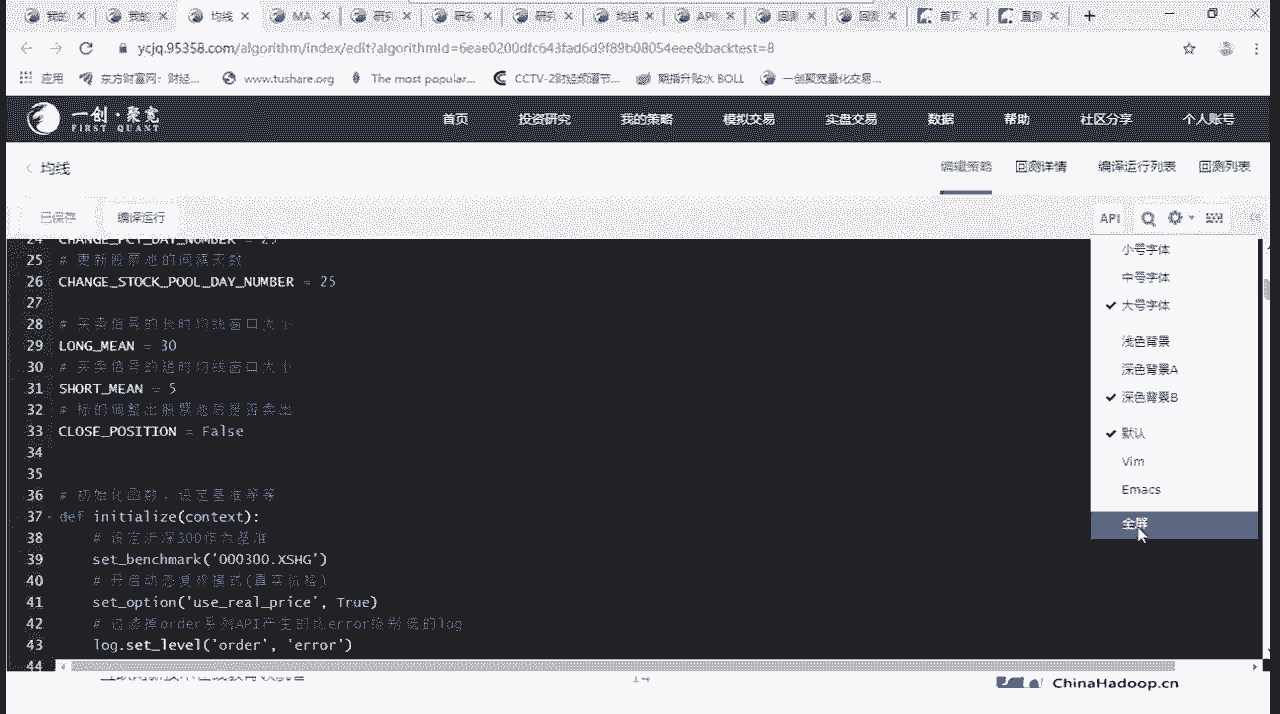 我的
我的
均线
MA
研究
研究
研究
均线
API
回测
回测
首页
直播
ycjq.95358.com/algorithm/index/edit?algorithmId=6eae0200dfc643fad6d9f89b08054eee&backtest=8
应用 东方财富网：财经... www.tushare.org The most popular... CCTV-2财经频道节... 期指升贴水 BOLL 一创聚宽量化交易...
一创·聚宽
FIRST QUANT
首页 投资研究 我的策略 模拟交易 实盘交易 数据 帮助 社区分享 个人账号
均线
编辑策略 回测详情 编译运行列表 回测列表
已保存 编译运行 API
24 CHANGE_PCT_DAY_NUMBER = 25
25 # 更新股票池的间隔天数
26 CHANGE_STOCK_POOL_DAY_NUMBER = 25
27
28 # 买卖信号的长时均线窗口大小
29 LONG_MEAN = 30
30 # 买卖信号的短时均线窗口大小
31 SHORT_MEAN = 5
32 # 标的调整出股票池后是否卖出
33 CLOSE_POSITION = False
34
35
36 # 初始化函数，设定基准等等
37 def initialize(context):
38 # 设定沪深300作为基准
39 set_benchmark('000300.XSHG')
40 # 开启动态复权模式(真实价格)
41 set_option('use_real_price', True)
42 # 过滤掉order系列API产生的比error级别低的log
43 log.set_level('order', 'error')
44
小号字体
中号字体
大号字体
浅色背景
深色背景A
深色背景B
默认
Vim
Emacs
全屏
ChinaHadoop.cn